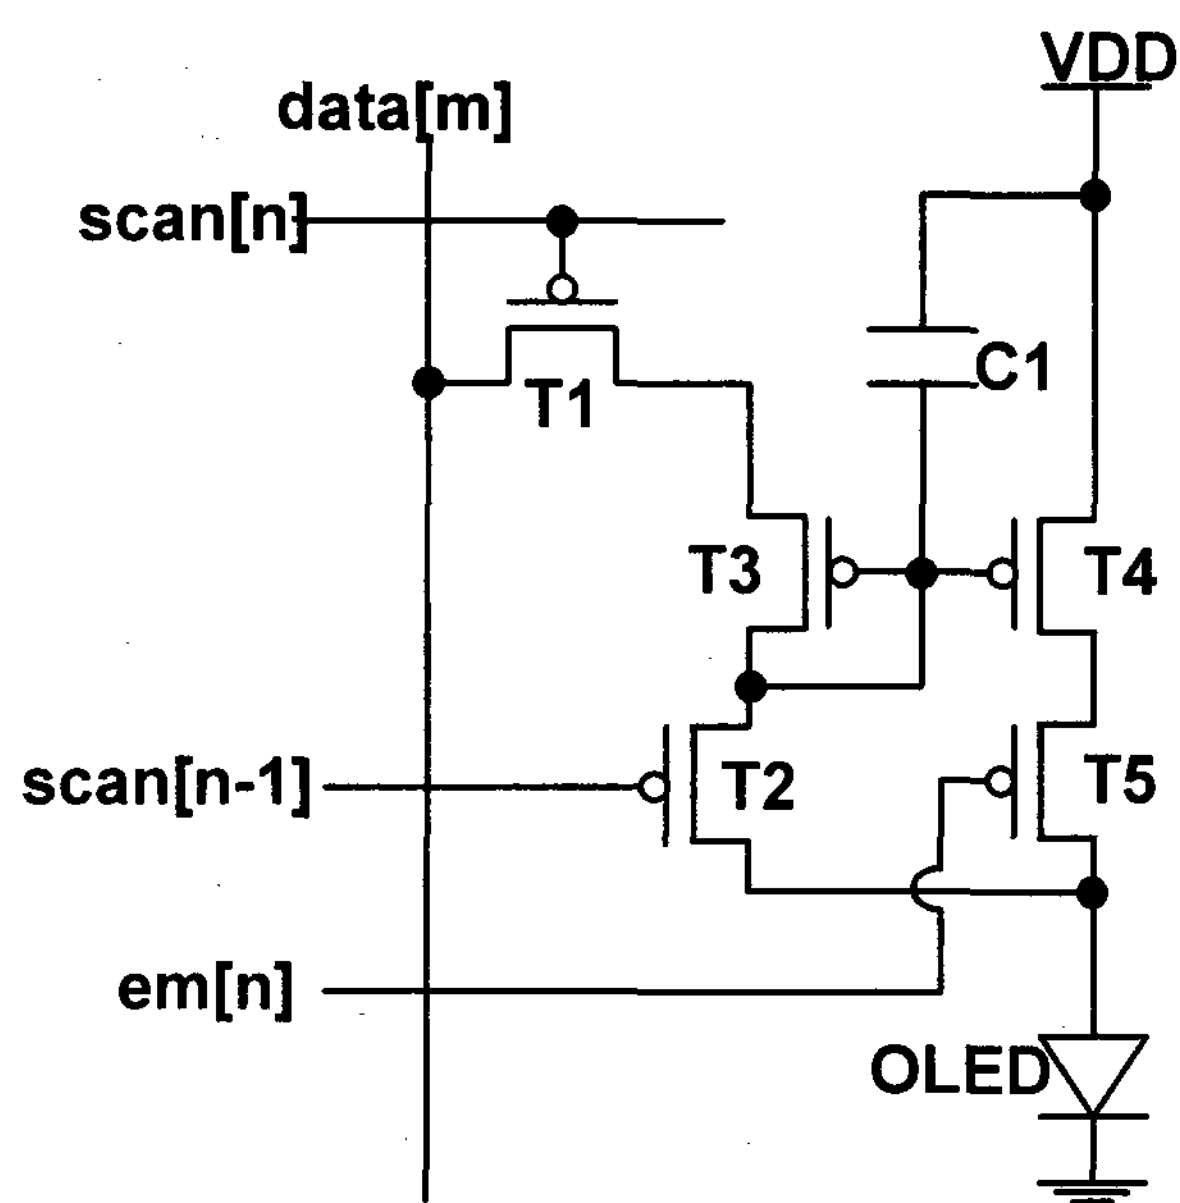 VDD
data[m]
scan[n]
C1
T1
T3
T4
scan[n-1]
T2
T5
em[n]
OLED